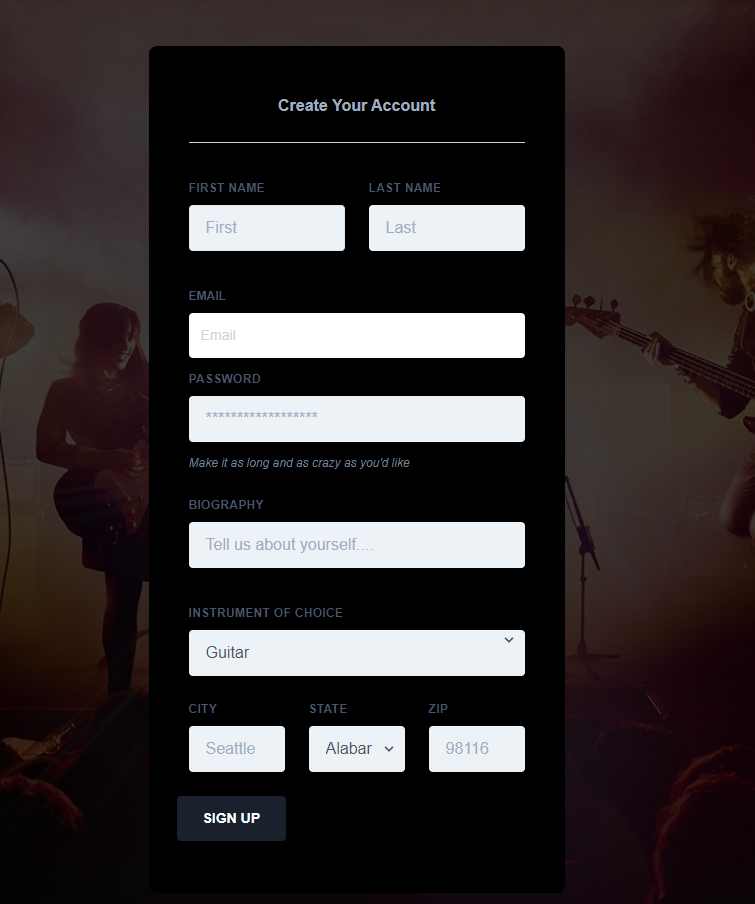 Create Your Account
FIRST NAME LAST NAME
First Last
EMAIL
Email
PASSWORD
******************
Make it as long and as crazy as you'd like
BIOGRAPHY
Tell us about yourself....
INSTRUMENT OF CHOICE
Guitar
CITY STATE ZIP
Seattle Alabar 98116
SIGN UP